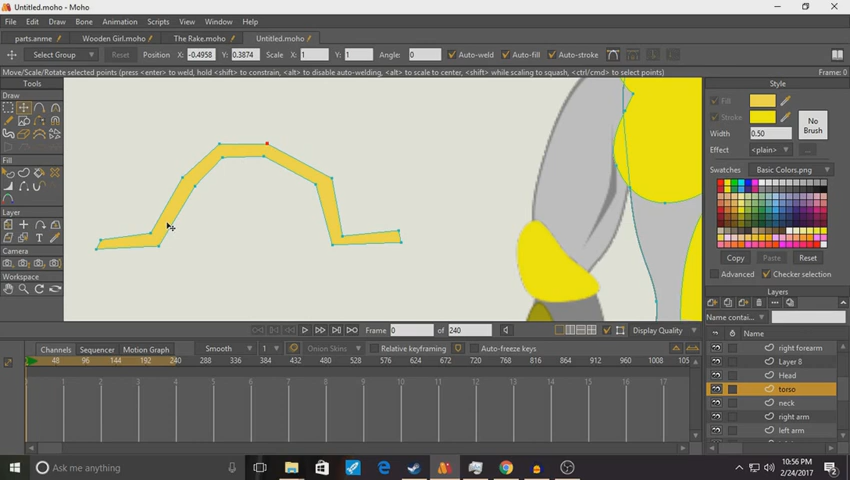 Untitled.moho - Moho
File Edit Draw Bones Animation Scripts View Window Help
parts.anme Wooden Girl.moho The Rake.moho Untitled.moho
Select Group Reset Position X: -0.4958 Y: 0.3874 Scale X: 1 Y: 1 Angle: 0 Auto-weld Auto-fill Auto-stroke
Move/Scale/Rotate selected points (press <enter> to weld, hold <shift> to constrain, <alt> to disable auto-welding, <alt> to scale to center, <shift> while scaling to squash, <ctrl/cmd> to select points) Frame: 0
Tools
Draw
Fill
Layer
Camera
Workspace
Style
Fill
Stroke
No Brush
Width 0.50
Effect <plain>
Swatches Basic Colors.png
Copy Paste Reset
Advanced Checker selection
Layers
Name contai...
Name
right forearm
Layer 8
Head
torso
neck
right arm
left arm
Frame 0 of 240 Display Quality
Channels Sequencer Motion Graph Smooth 1 Onion Skins Relative keyframing Auto-freeze keys
0 48 96 144 192 240 288 336 384 432 480 528 576 624 672 720 768 816 864 912 960 1008 105
1 2 3 4 5 6 7 8 9 10 11 12 13 14 15 16 17
Ask me anything
10:56 PM
2/24/2017